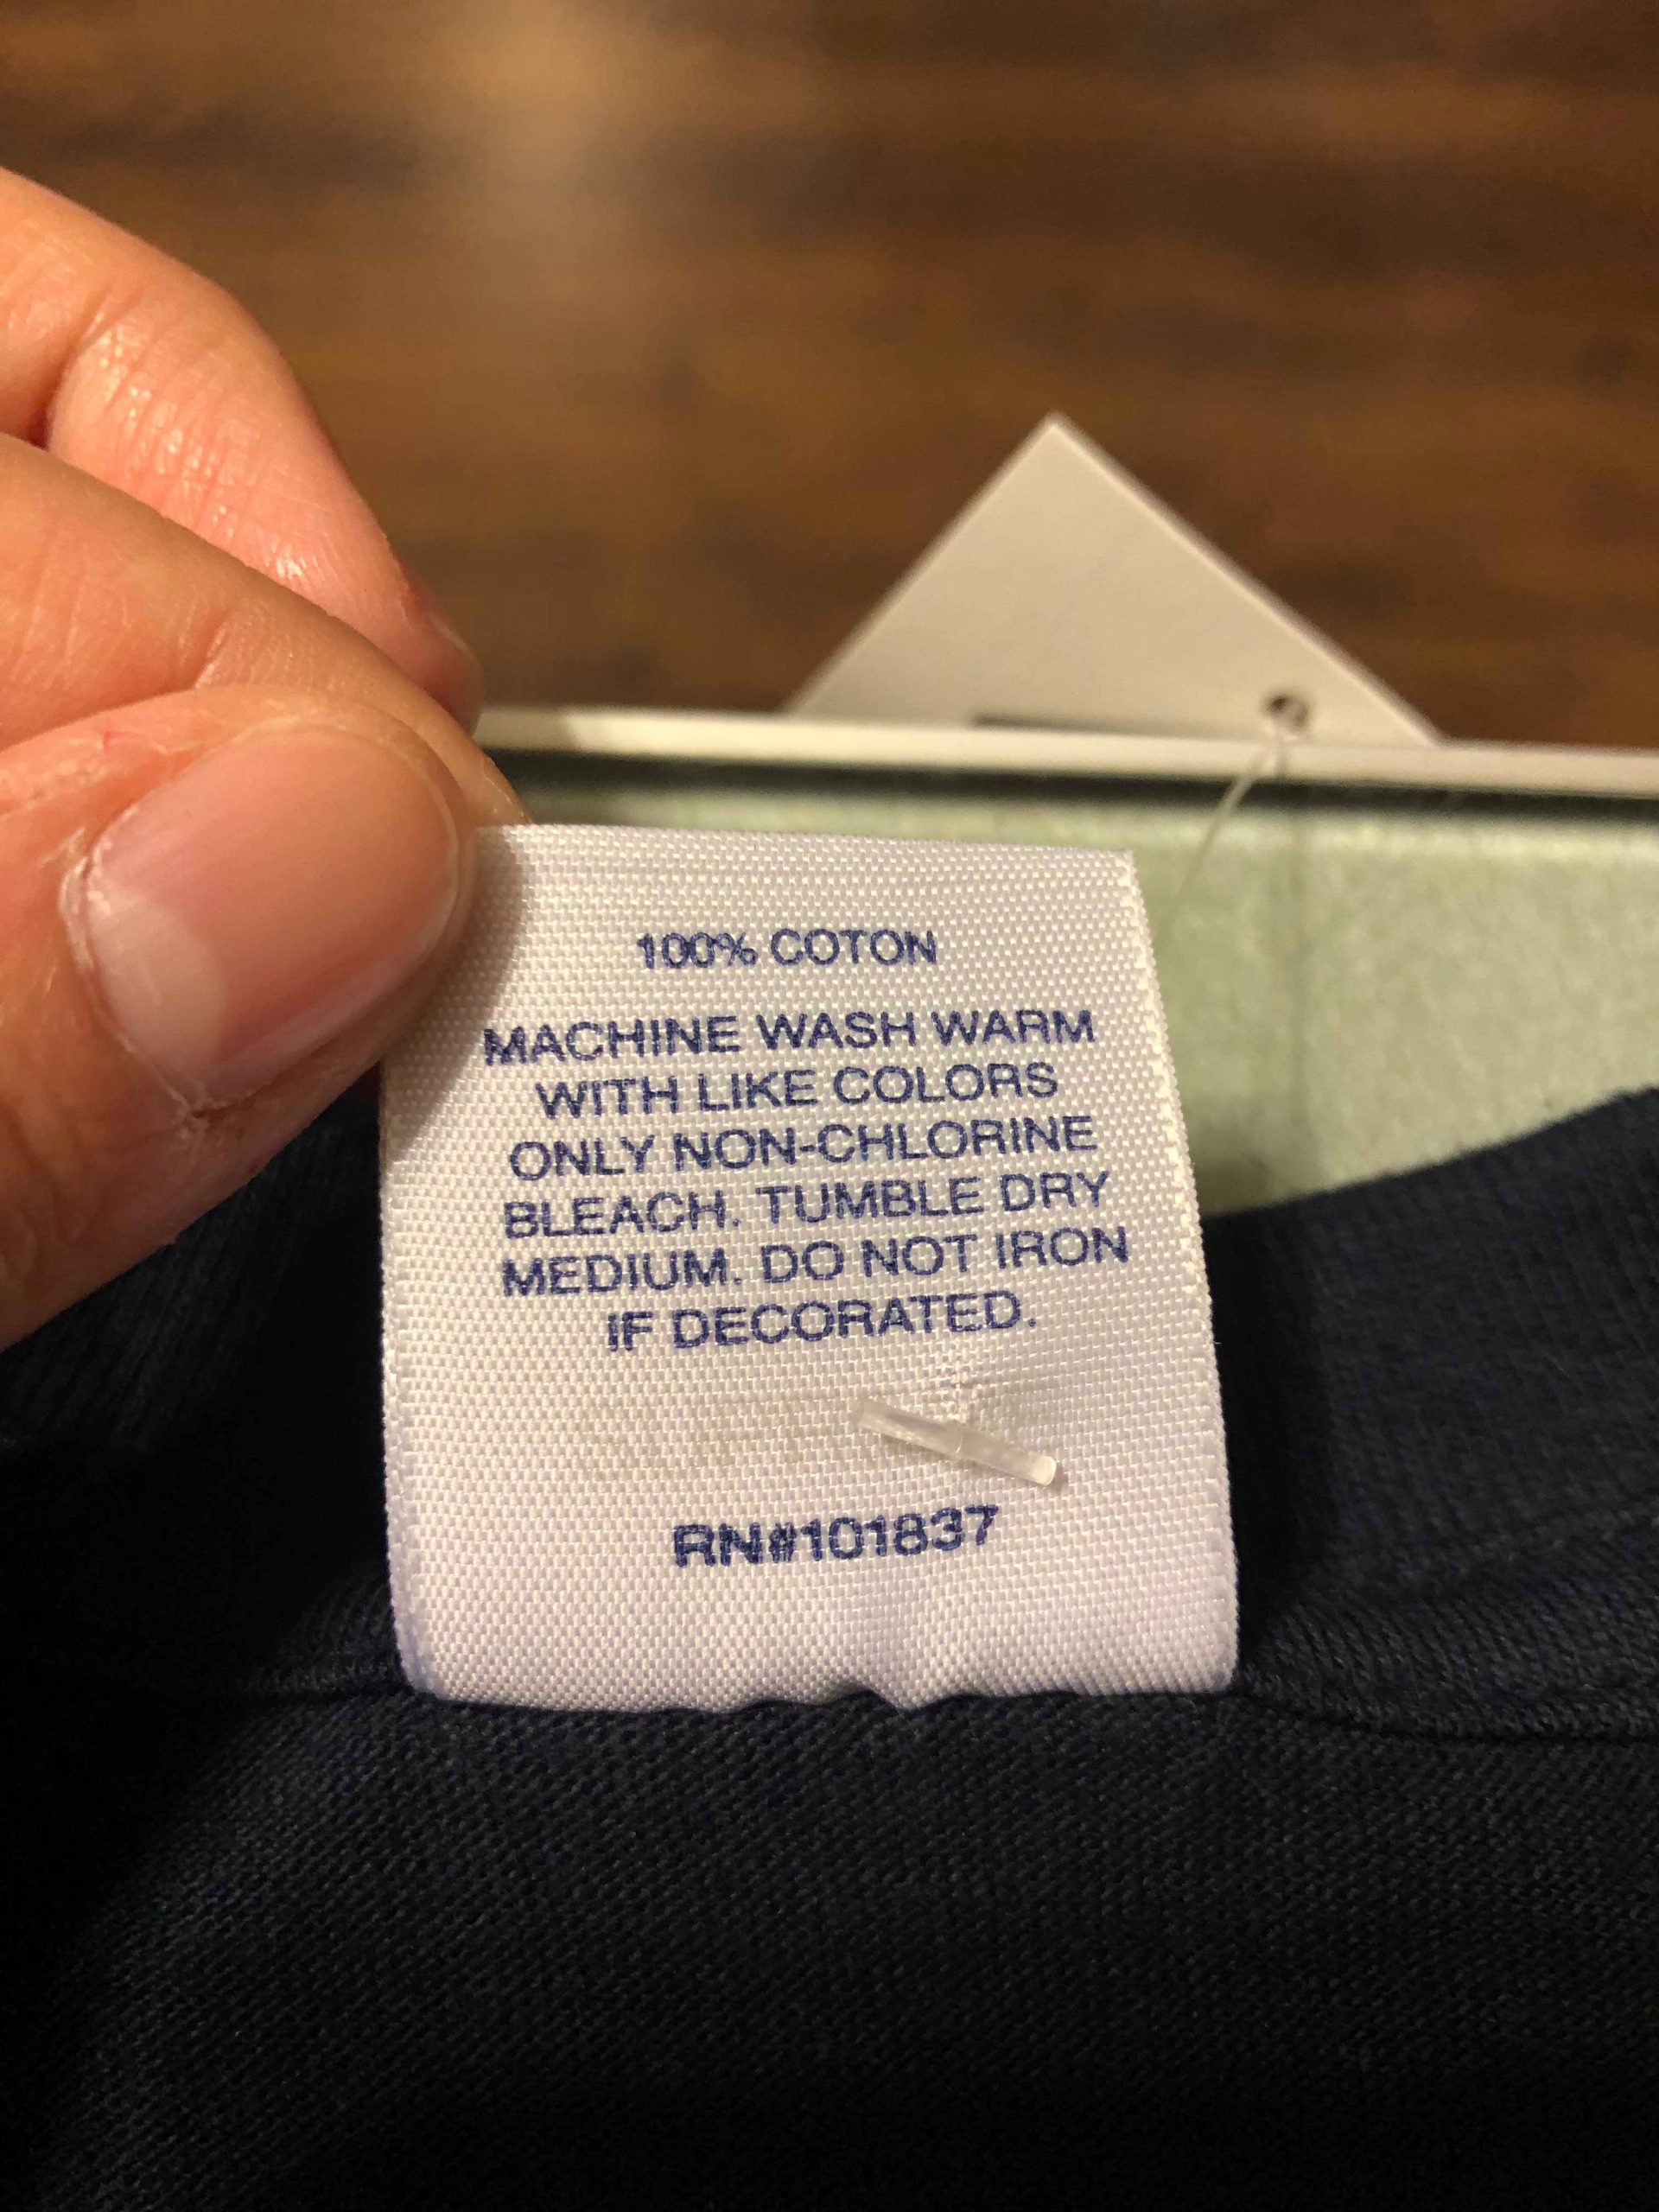 100% COTON
MACHINE WASH WARM
WITH LIKE COLORS
ONLY NON-CHLORINE
BLEACH. TUMBLE DRY
MEDIUM. DO NOT IRON
IF DECORATED.
RN#101837